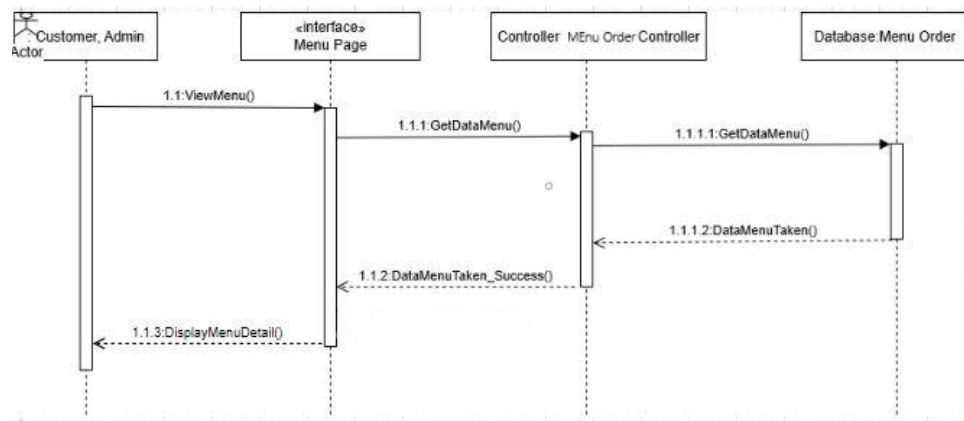 : Customer, Admin
Actor
«interface»
Menu Page
Controller MEnu Order Controller
Database:Menu Order
1.1:ViewMenu()
1.1.1:GetDataMenu()
1.1.1.1:GetDataMenu()
1.1.1.2:DataMenuTaken()
1.1.2:DataMenuTaken_Success()
1.1.3:DisplayMenuDetail()